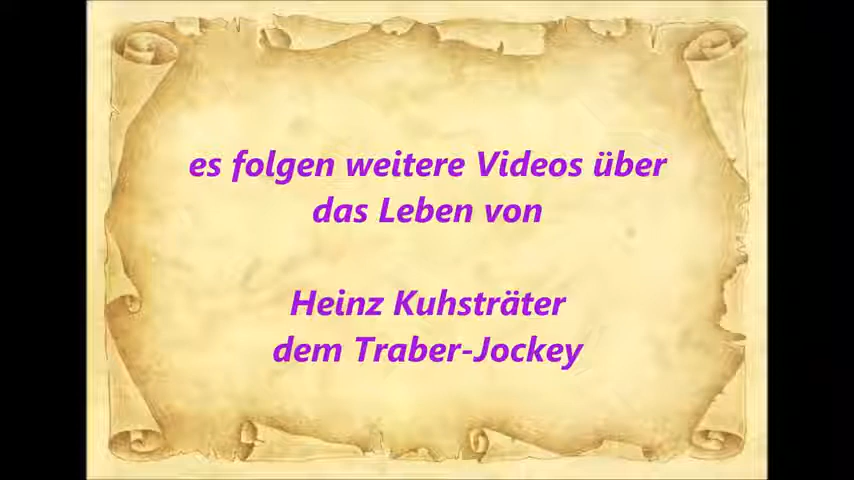 es folgen weitere Videos über
das Leben von
Heinz Kuhsträter
dem Traber-Jockey